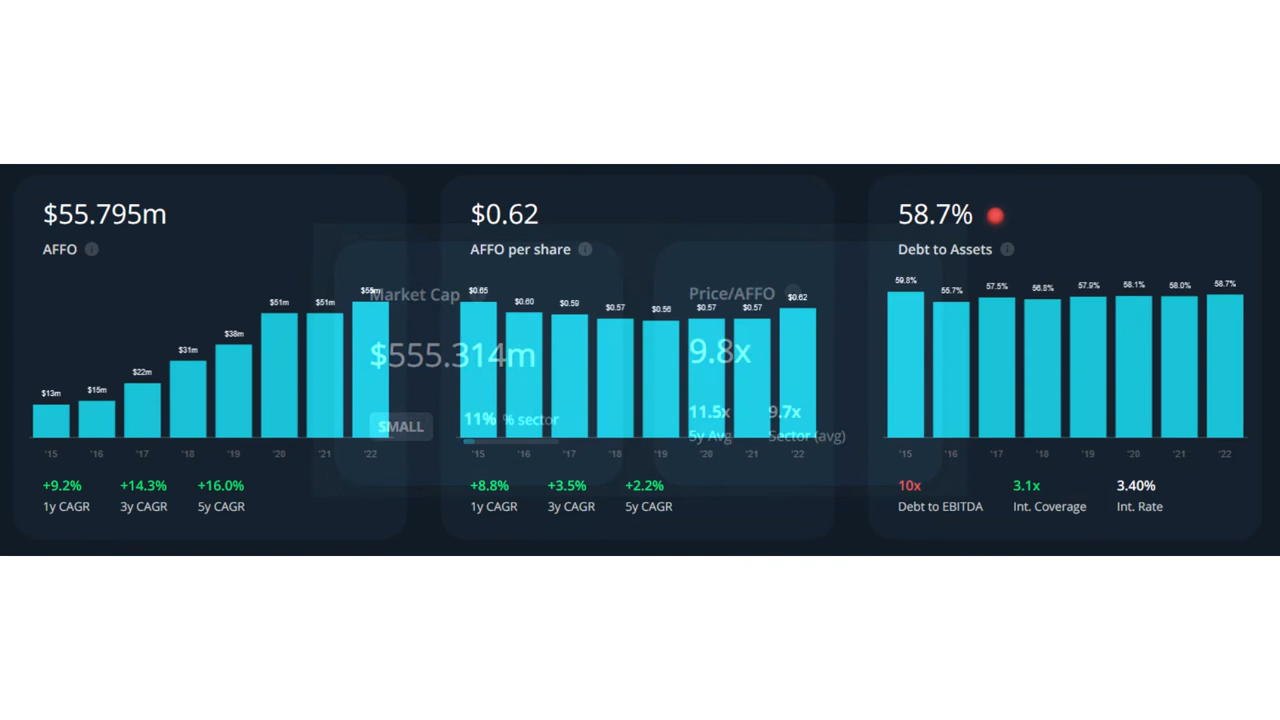 $55.795m
AFFO
$13m $15m $22m $31m $38m $51m $51m $55m
'15 '16 '17 '18 '19 '20 '21 '22
+9.2% +14.3% +16.0%
1y CAGR 3y CAGR 5y CAGR
$0.62
AFFO per share
$0.65 $0.60 $0.59 $0.57 $0.56 $0.57 $0.57 $0.62
'15 '16 '17 '18 '19 '20 '21 '22
+8.8% +3.5% +2.2%
1y CAGR 3y CAGR 5y CAGR
58.7%
Debt to Assets
59.8% 55.7% 57.5% 56.8% 57.9% 58.1% 58.0% 58.7%
'15 '16 '17 '18 '19 '20 '21 '22
10x 3.1x 3.40%
Debt to EBITDA Int. Coverage Int. Rate
Market Cap
$555.314m
SMALL 11% % sector
Price/AFFO
9.8x
11.5x 9.7x
5y Avg Sector (avg)